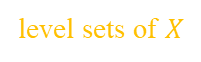 level sets of X